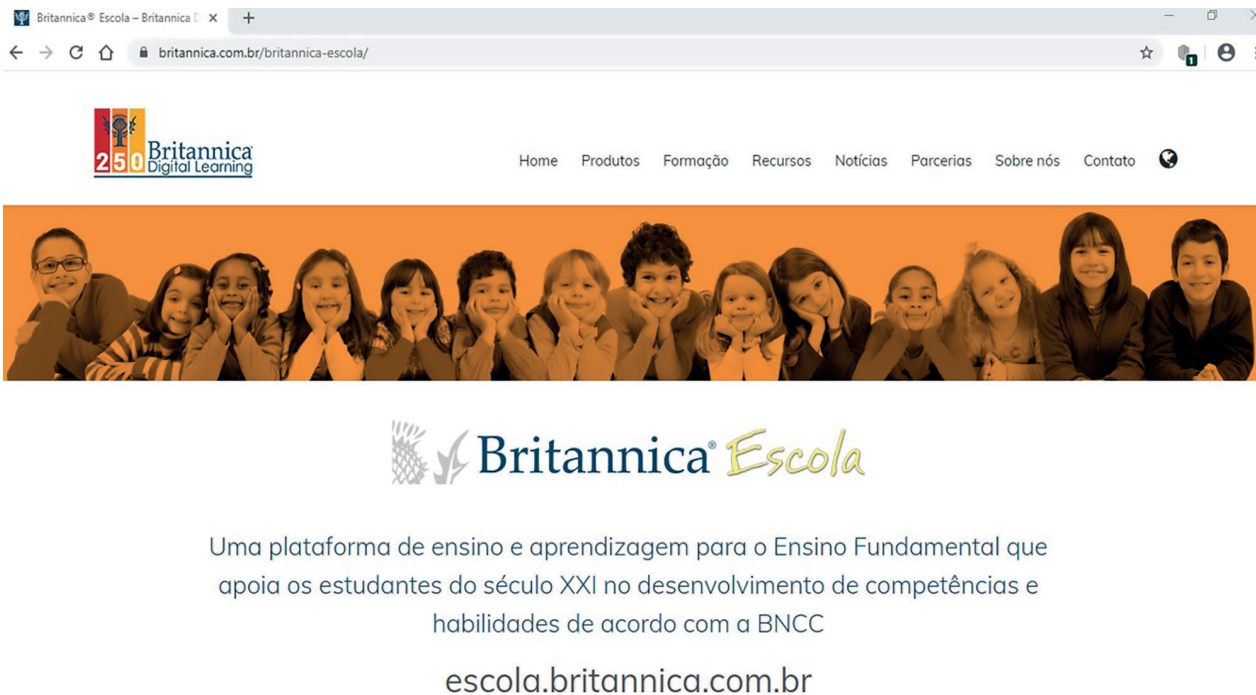 Britannica® Escola – Britannica D
britannica.com.br/britannica-escola/
1
250 Britannica
Digital Learning
Home Produtos Formação Recursos Notícias Parcerias Sobre nós Contato
Britannica® Escola
Uma plataforma de ensino e aprendizagem para o Ensino Fundamental que
apoia os estudantes do século XXI no desenvolvimento de competências e
habilidades de acordo com a BNCC
escola.britannica.com.br